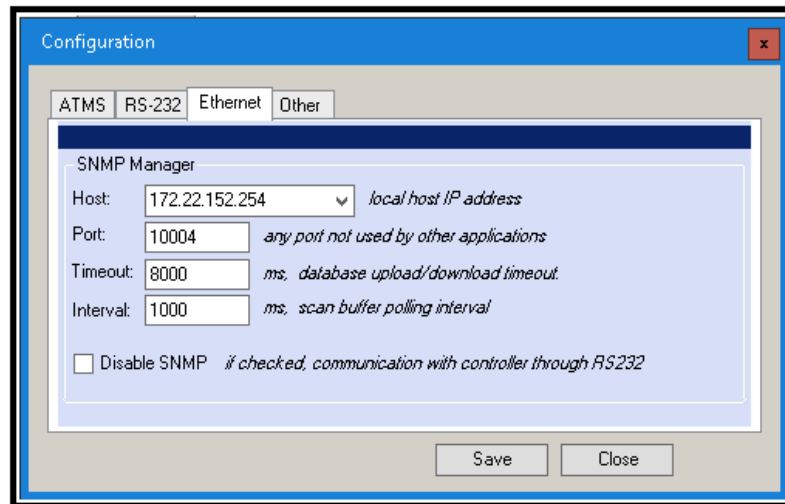 Configuration
x
ATMS RS-232 Ethernet Other
SNMP Manager
Host: 172.22.152.254 local host IP address
Port: 10004 any port not used by other applications
Timeout: 8000 ms, database upload/download timeout.
Interval: 1000 ms, scan buffer polling interval
Disable SNMP if checked, communication with controller through RS232
Save Close